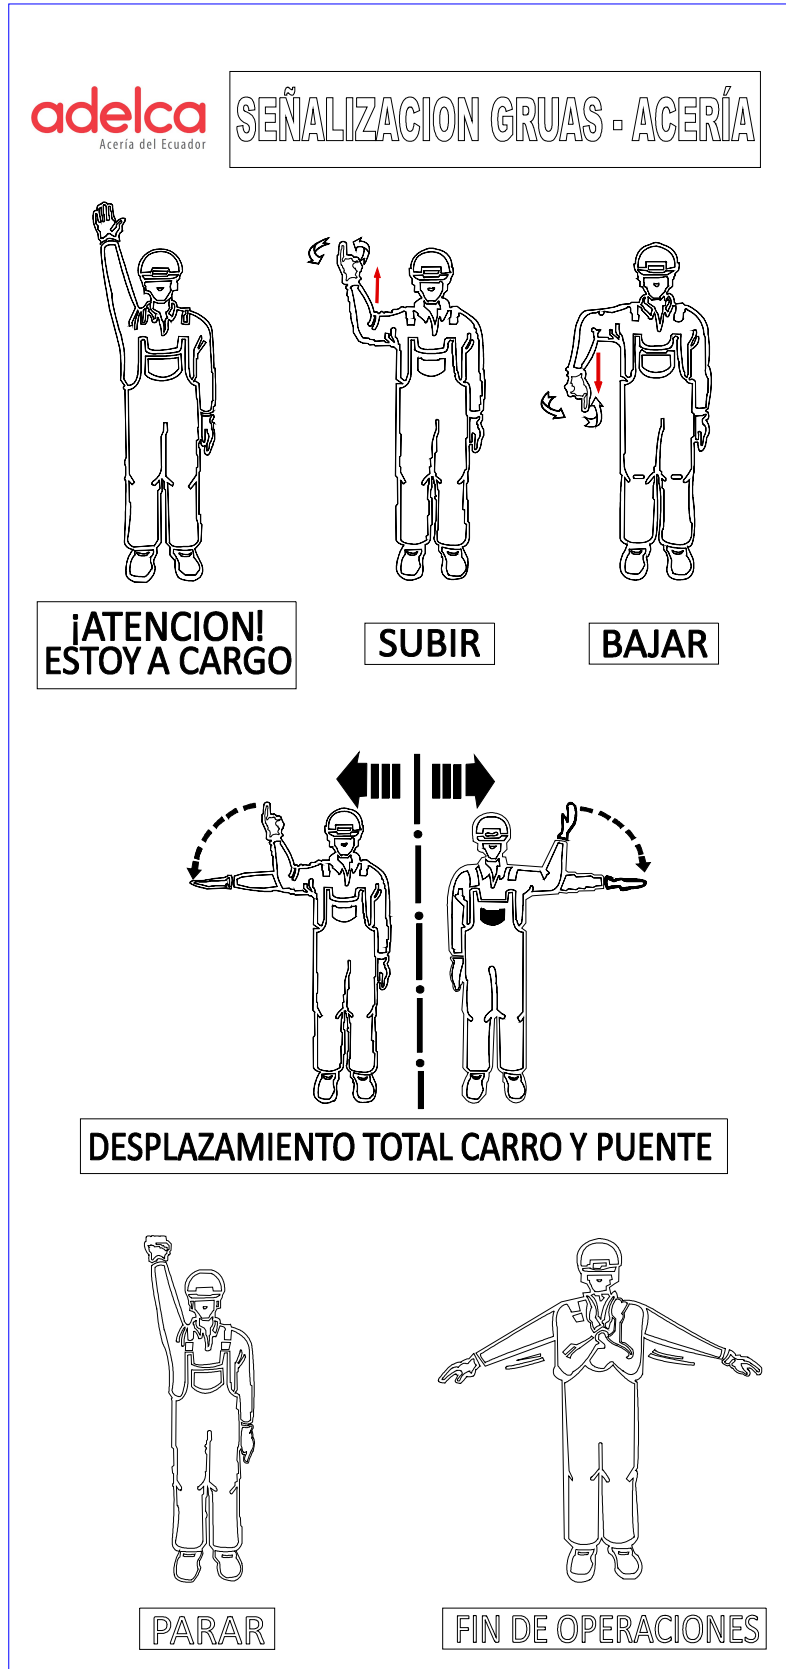 adelca
Acería del Ecuador
SEÑALIZACION GRUAS - ACERÍA
¡ATENCION!
ESTOY A CARGO
SUBIR
BAJAR
DESPLAZAMIENTO TOTAL CARRO Y PUENTE
PARAR
FIN DE OPERACIONES